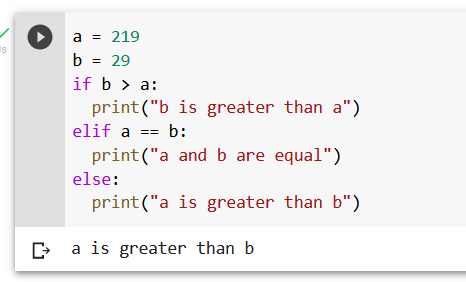 a = 219
b = 29
if b > a:
  print("b is greater than a")
elif a == b:
  print("a and b are equal")
else:
  print("a is greater than b")
a is greater than b